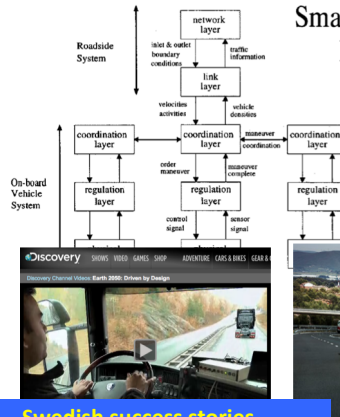 Sma
network
layer
Roadside
System
inlet & outlet
boundary
conditions
traffic
information
link
layer
velocities
activities
vehicle
densities
coordination
layer
coordination
layer
maneuver
coordination
coordination
layer
order
maneuver
maneuver
complete
On-board
Vehicle
System
regulation
layer
regulation
layer
regulation
layer
control
signal
sensor
signal
Discovery SHOWS VIDEO GAMES SHOP ADVENTURE CARS & BIKES GEAR &
Discovery Channel Videos: Earth 2050: Driven by Design
Swedish success stories